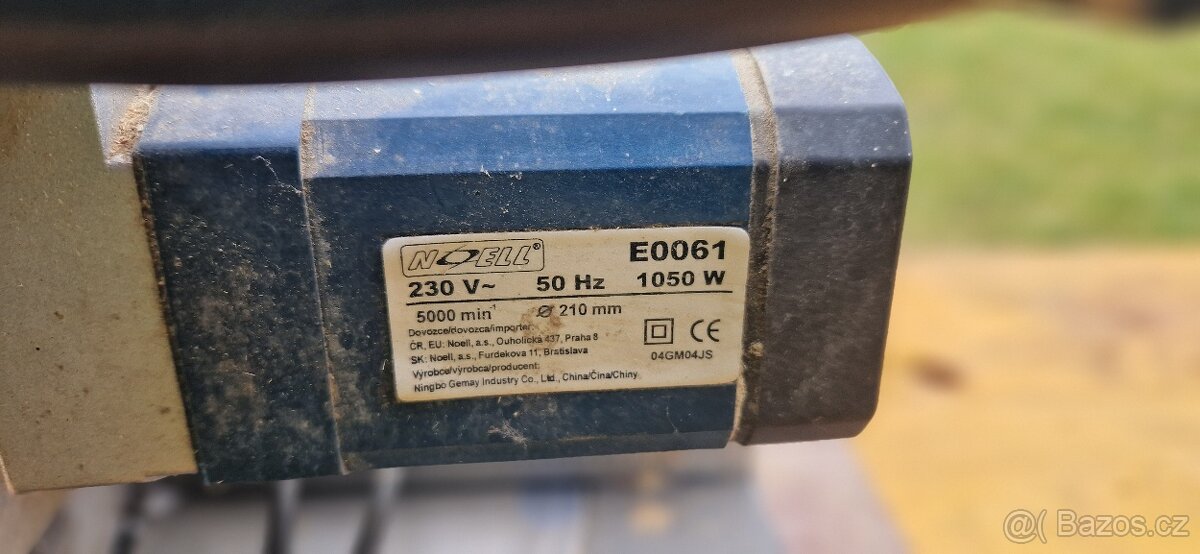 NOELL® E0061
230 V~ 50 Hz 1050 W
5000 min⁻¹ ⌀ 210 mm
Dovozce/dovozca/importer:
ČR, EU: Noell, a.s., Ouholická 437, Praha 8
SK: Noell, a.s., Furdekova 11, Bratislava
Výrobce/výrobca/producent:
Ningbo Gemay Industry Co., Ltd., China/Čína/Chiny
CE
04GM04JS
@( Bazos.cz